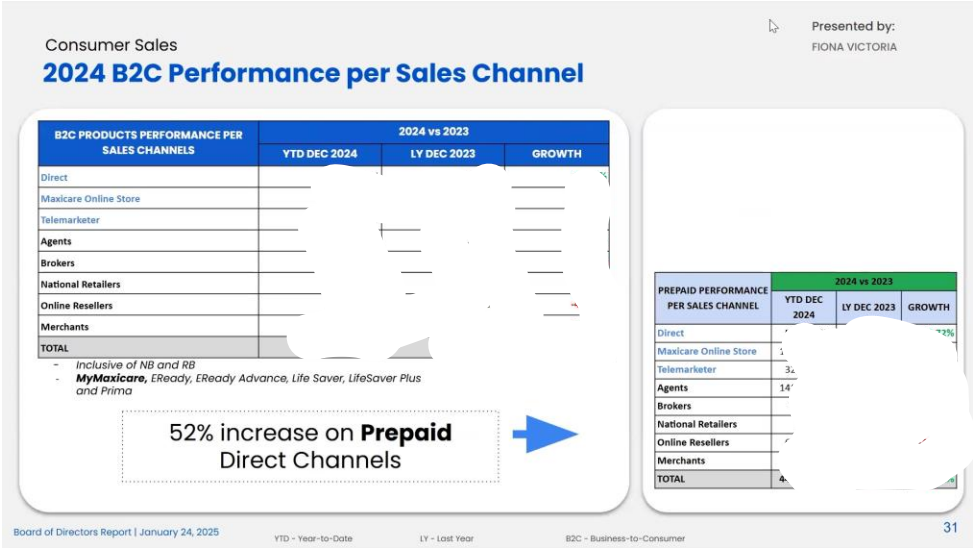 Presented by:
FIONA VICTORIA
Consumer Sales
2024 B2C Performance per Sales Channel
B2C PRODUCTS PERFORMANCE PER
SALES CHANNELS
2024 vs 2023
YTD DEC 2024 LY DEC 2023 GROWTH
Direct
Maxicare Online Store
Telemarketer
Agents
Brokers
National Retailers
Online Resellers
Merchants
TOTAL
- Inclusive of NB and RB
- MyMaxicare, EReady, EReady Advance, Life Saver, LifeSaver Plus
and Prima
52% increase on Prepaid
Direct Channels
PREPAID PERFORMANCE
PER SALES CHANNEL
2024 vs 2023
YTD DEC
2024
LY DEC 2023 GROWTH
Direct
Maxicare Online Store
Telemarketer
Agents
Brokers
National Retailers
Online Resellers
Merchants
TOTAL
Board of Directors Report | January 24, 2025
YTD - Year-to-Date LY - Last Year B2C - Business-to-Consumer
31